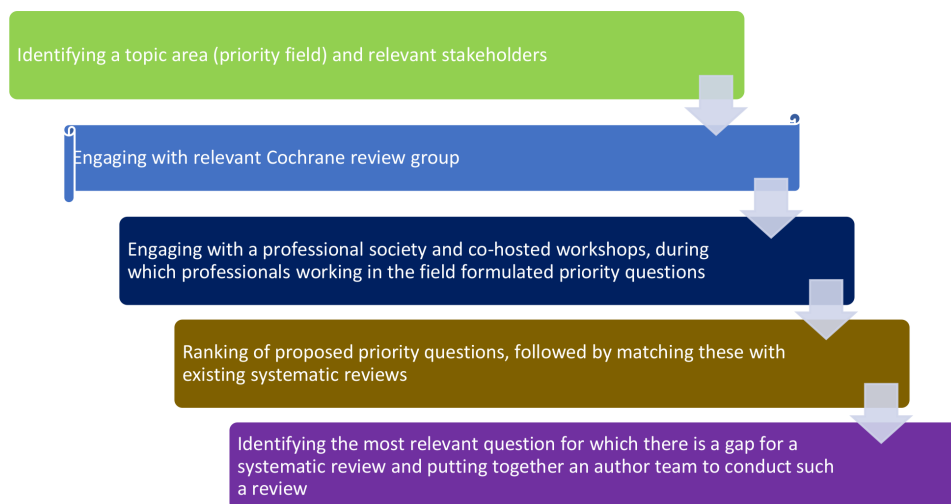 Identifying a topic area (priority field) and relevant stakeholders
Engaging with relevant Cochrane review group
Engaging with a professional society and co-hosted workshops, during
which professionals working in the field formulated priority questions
Ranking of proposed priority questions, followed by matching these with
existing systematic reviews
Identifying the most relevant question for which there is a gap for a
systematic review and putting together an author team to conduct such
a review